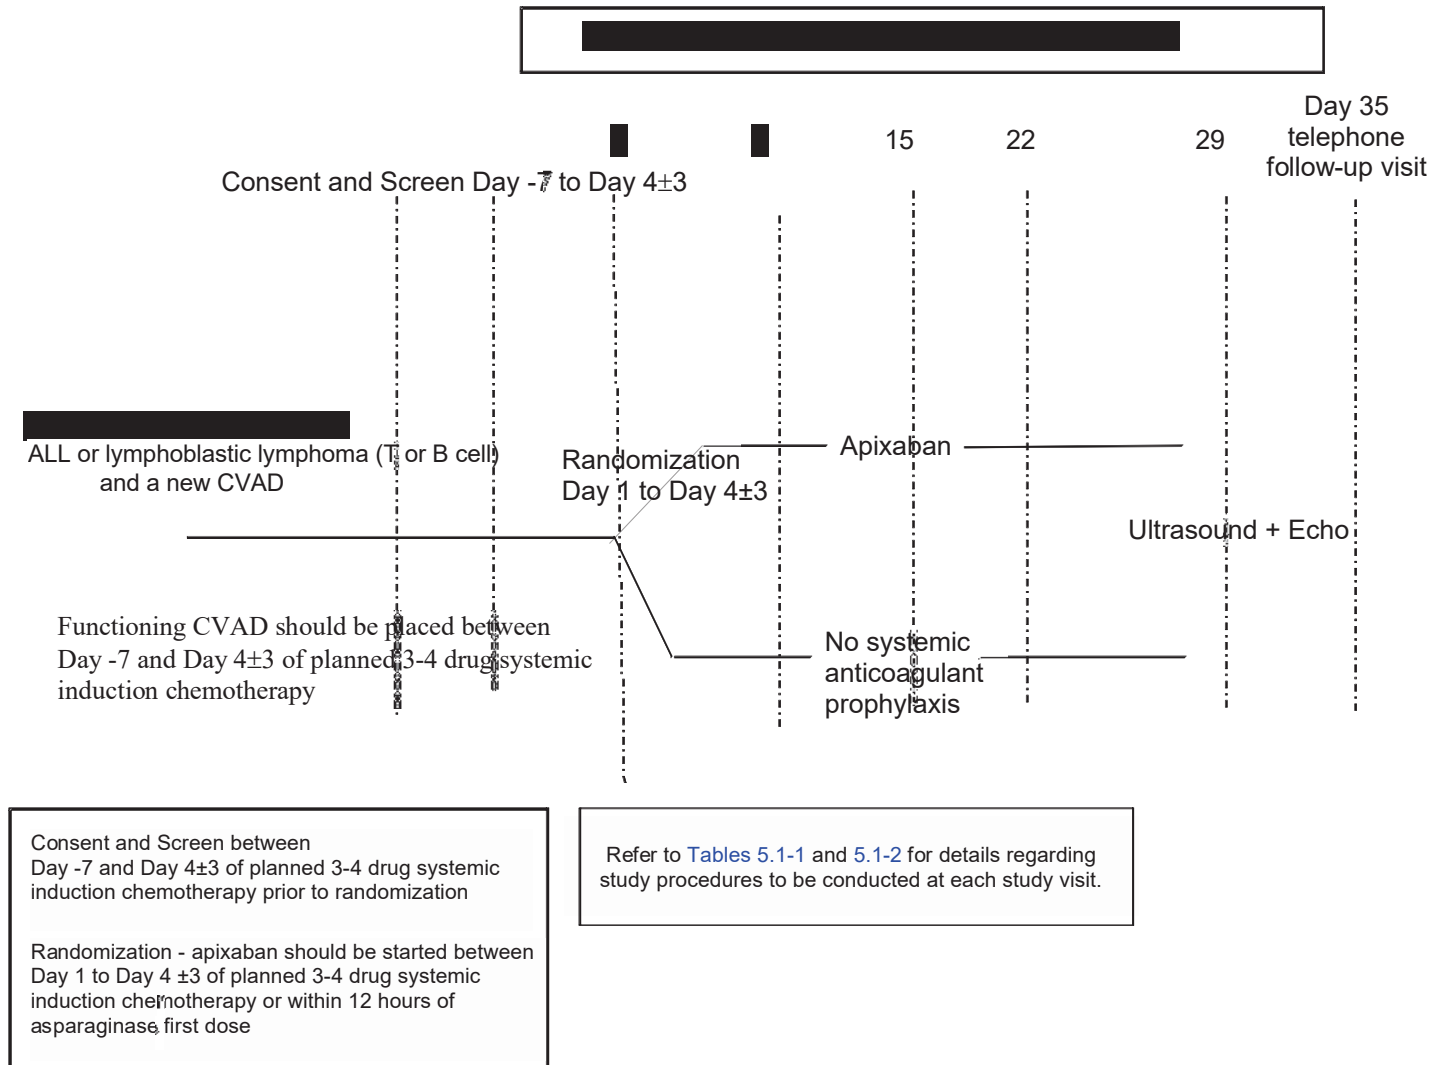 Day 35
telephone
follow-up visit
15 22 29
Consent and Screen Day -7 to Day 4±3
ALL or lymphoblastic lymphoma (T or B cell)
and a new CVAD
Randomization
Day 1 to Day 4±3
Apixaban
Ultrasound + Echo
Functioning CVAD should be placed between
Day -7 and Day 4±3 of planned 3-4 drug systemic
induction chemotherapy
No systemic
anticoagulant
prophylaxis
Consent and Screen between
Day -7 and Day 4±3 of planned 3-4 drug systemic
induction chemotherapy prior to randomization
Randomization - apixaban should be started between
Day 1 to Day 4 ±3 of planned 3-4 drug systemic
induction chemotherapy or within 12 hours of
asparaginase first dose
Refer to Tables 5.1-1 and 5.1-2 for details regarding
study procedures to be conducted at each study visit.